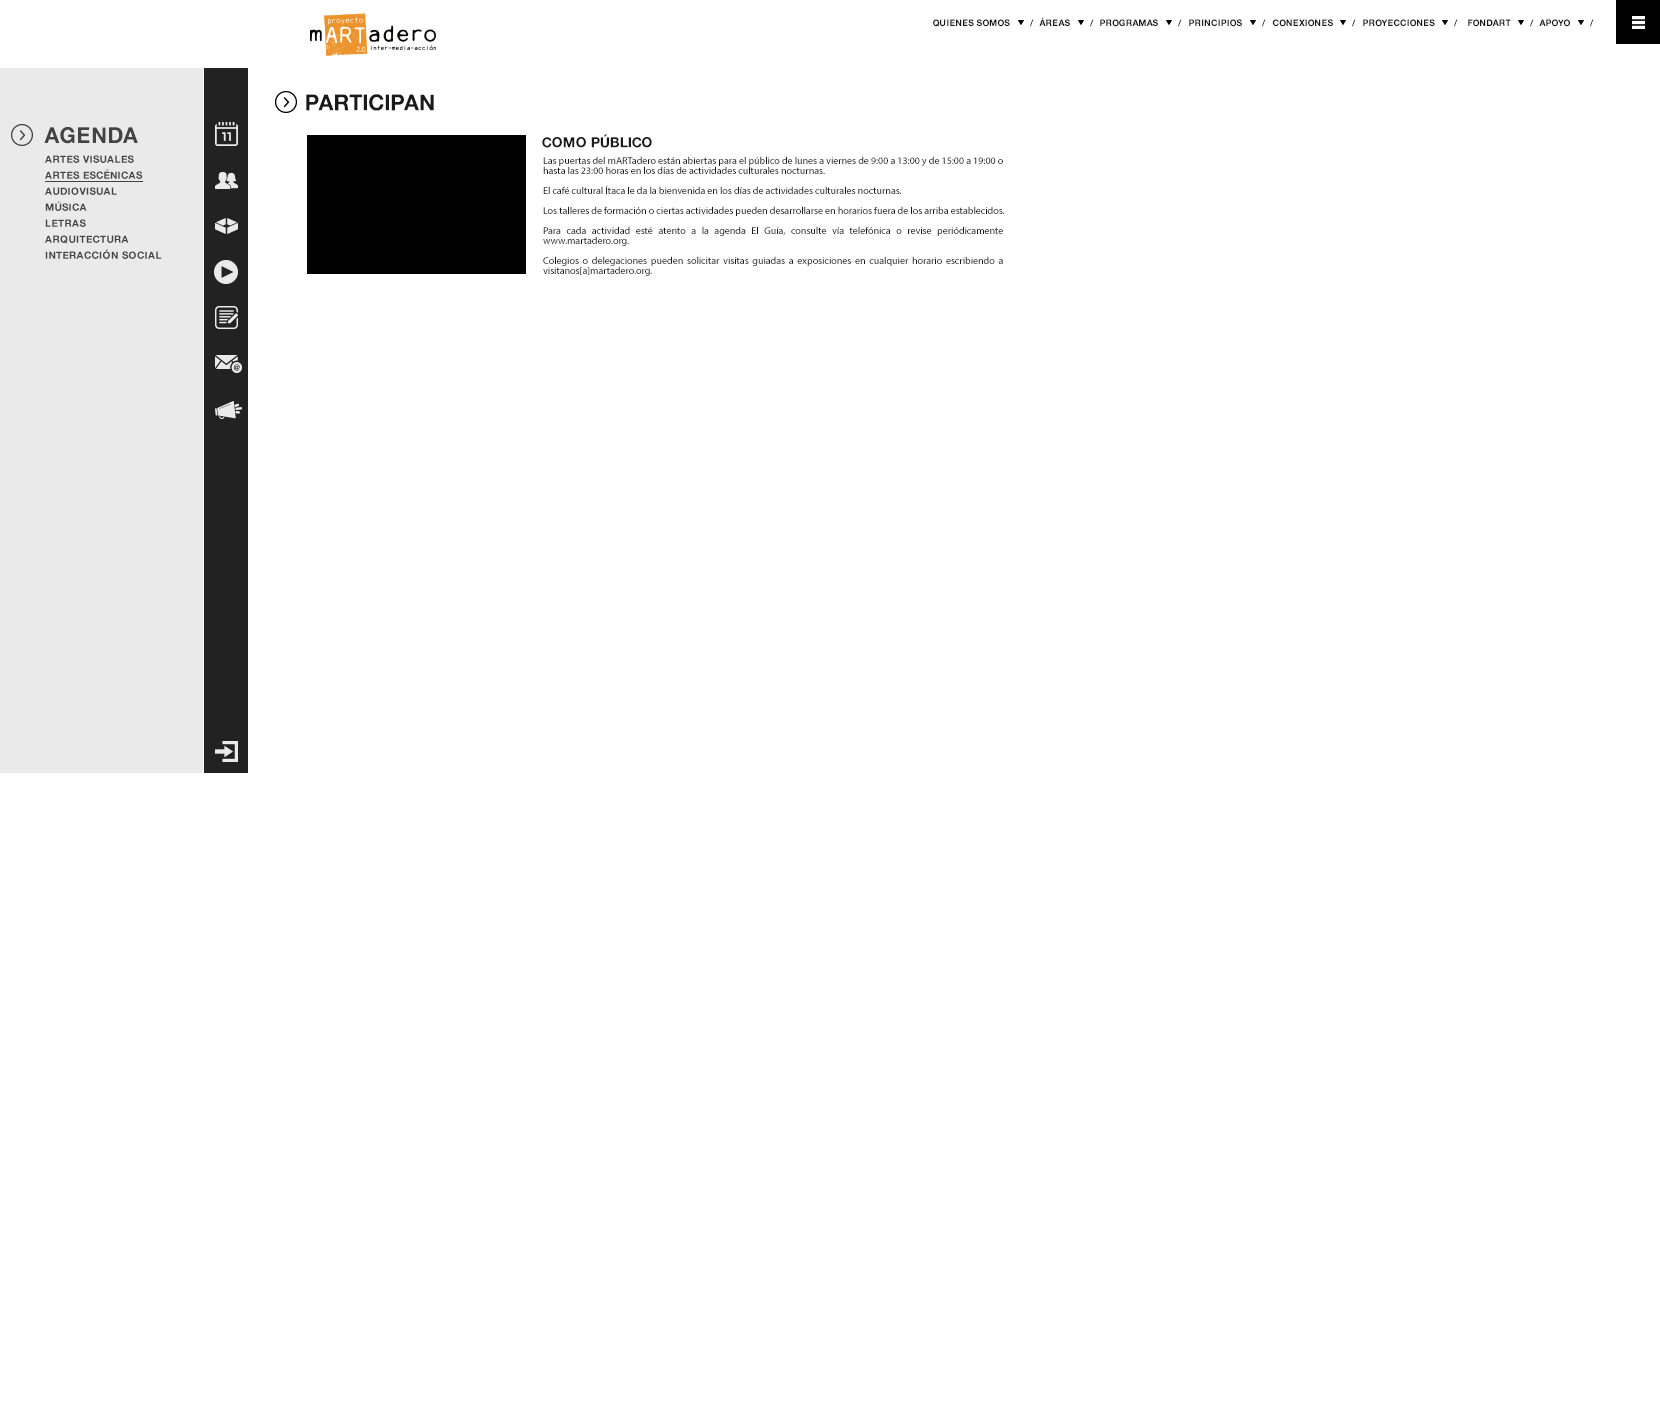 proyecto
mARTadero
2.0
inter-media-acción
QUIENES SOMOS / ÁREAS / PROGRAMAS / PRINCIPIOS / CONEXIONES / PROYECCIONES / FONDART / APOYO /
AGENDA
ARTES VISUALES
ARTES ESCÉNICAS
AUDIOVISUAL
MÚSICA
LETRAS
ARQUITECTURA
INTERACCIÓN SOCIAL
11
@
PARTICIPAN
COMO PÚBLICO
Las puertas del mARTadero están abiertas para el público de lunes a viernes de 9:00 a 13:00 y de 15:00 a 19:00 o
hasta las 23:00 horas en los días de actividades culturales nocturnas.
El café cultural Ítaca le da la bienvenida en los días de actividades culturales nocturnas.
Los talleres de formación o ciertas actividades pueden desarrollarse en horarios fuera de los arriba establecidos.
Para cada actividad esté atento a la agenda El Guía, consulte vía telefónica o revise periódicamente
www.martadero.org.
Colegios o delegaciones pueden solicitar visitas guiadas a exposiciones en cualquier horario escribiendo a
visitanos[a]martadero.org.